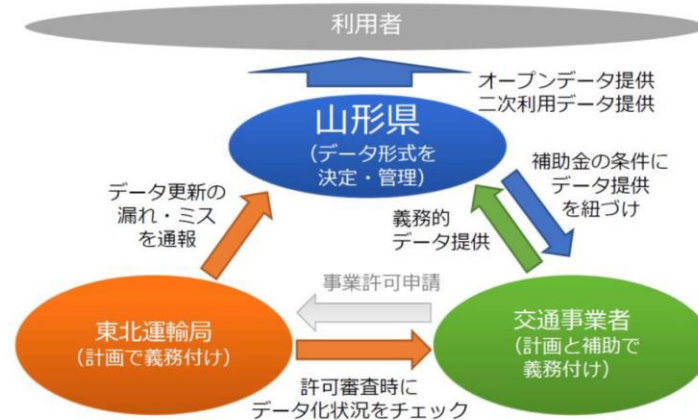 利用者
オープンデータ提供
二次利用データ提供
山形県
(データ形式を
決定・管理)
データ更新の
漏れ・ミス
を通報
補助金の条件に
データ提供
を紐づけ
義務的
データ提供
事業許可申請
東北運輸局
(計画で義務付け)
交通事業者
(計画と補助で
義務付け)
許可審査時に
データ化状況をチェック